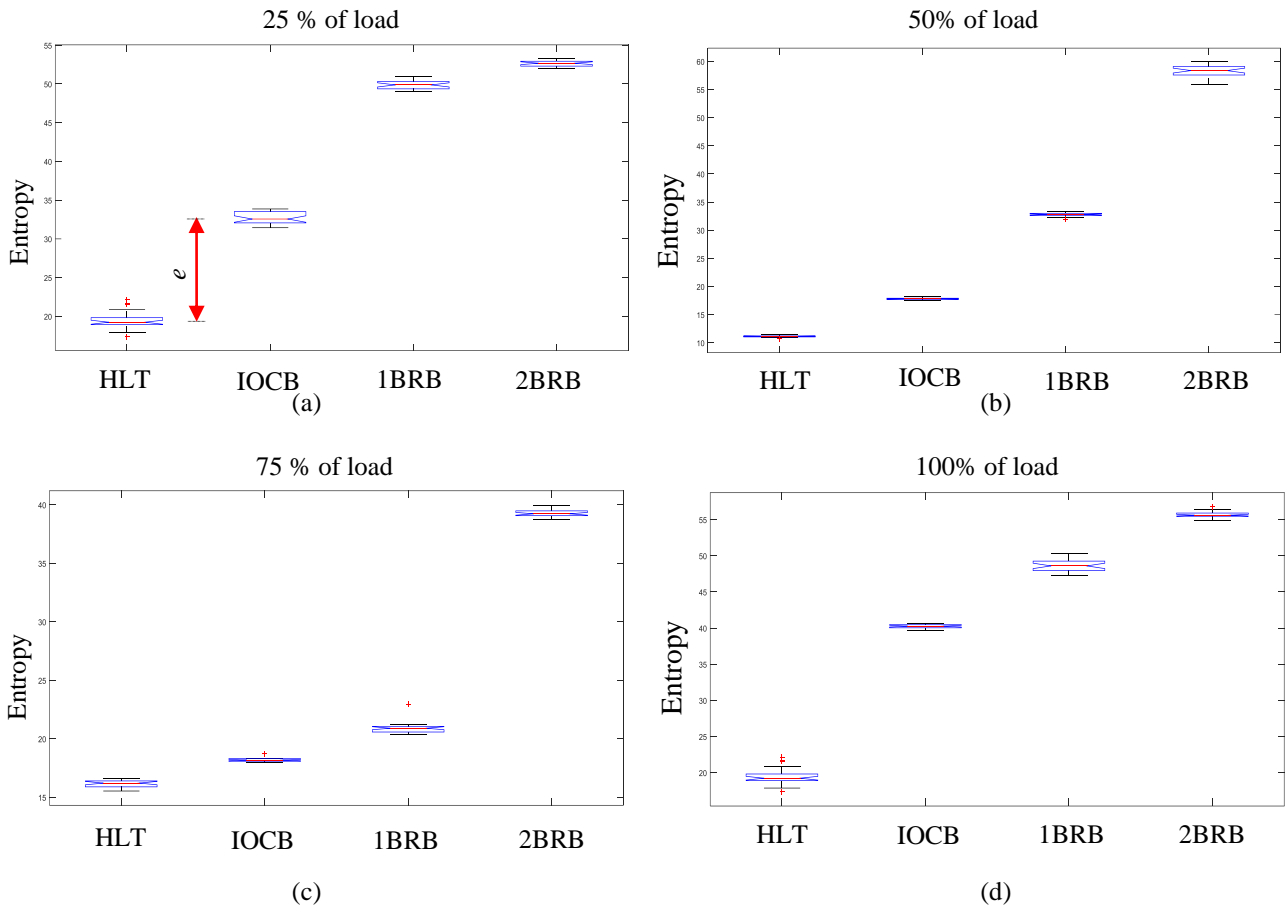 25 % of load
55
50
45
40
35
30
25
20
Entropy
e
HLT IOCB 1BRB 2BRB
(a)
50% of load
60
55
50
45
40
35
30
25
20
15
10
Entropy
HLT IOCB 1BRB 2BRB
(b)
75 % of load
40
35
30
25
20
15
Entropy
HLT IOCB 1BRB 2BRB
(c)
100% of load
55
50
45
40
35
30
25
20
Entropy
HLT IOCB 1BRB 2BRB
(d)